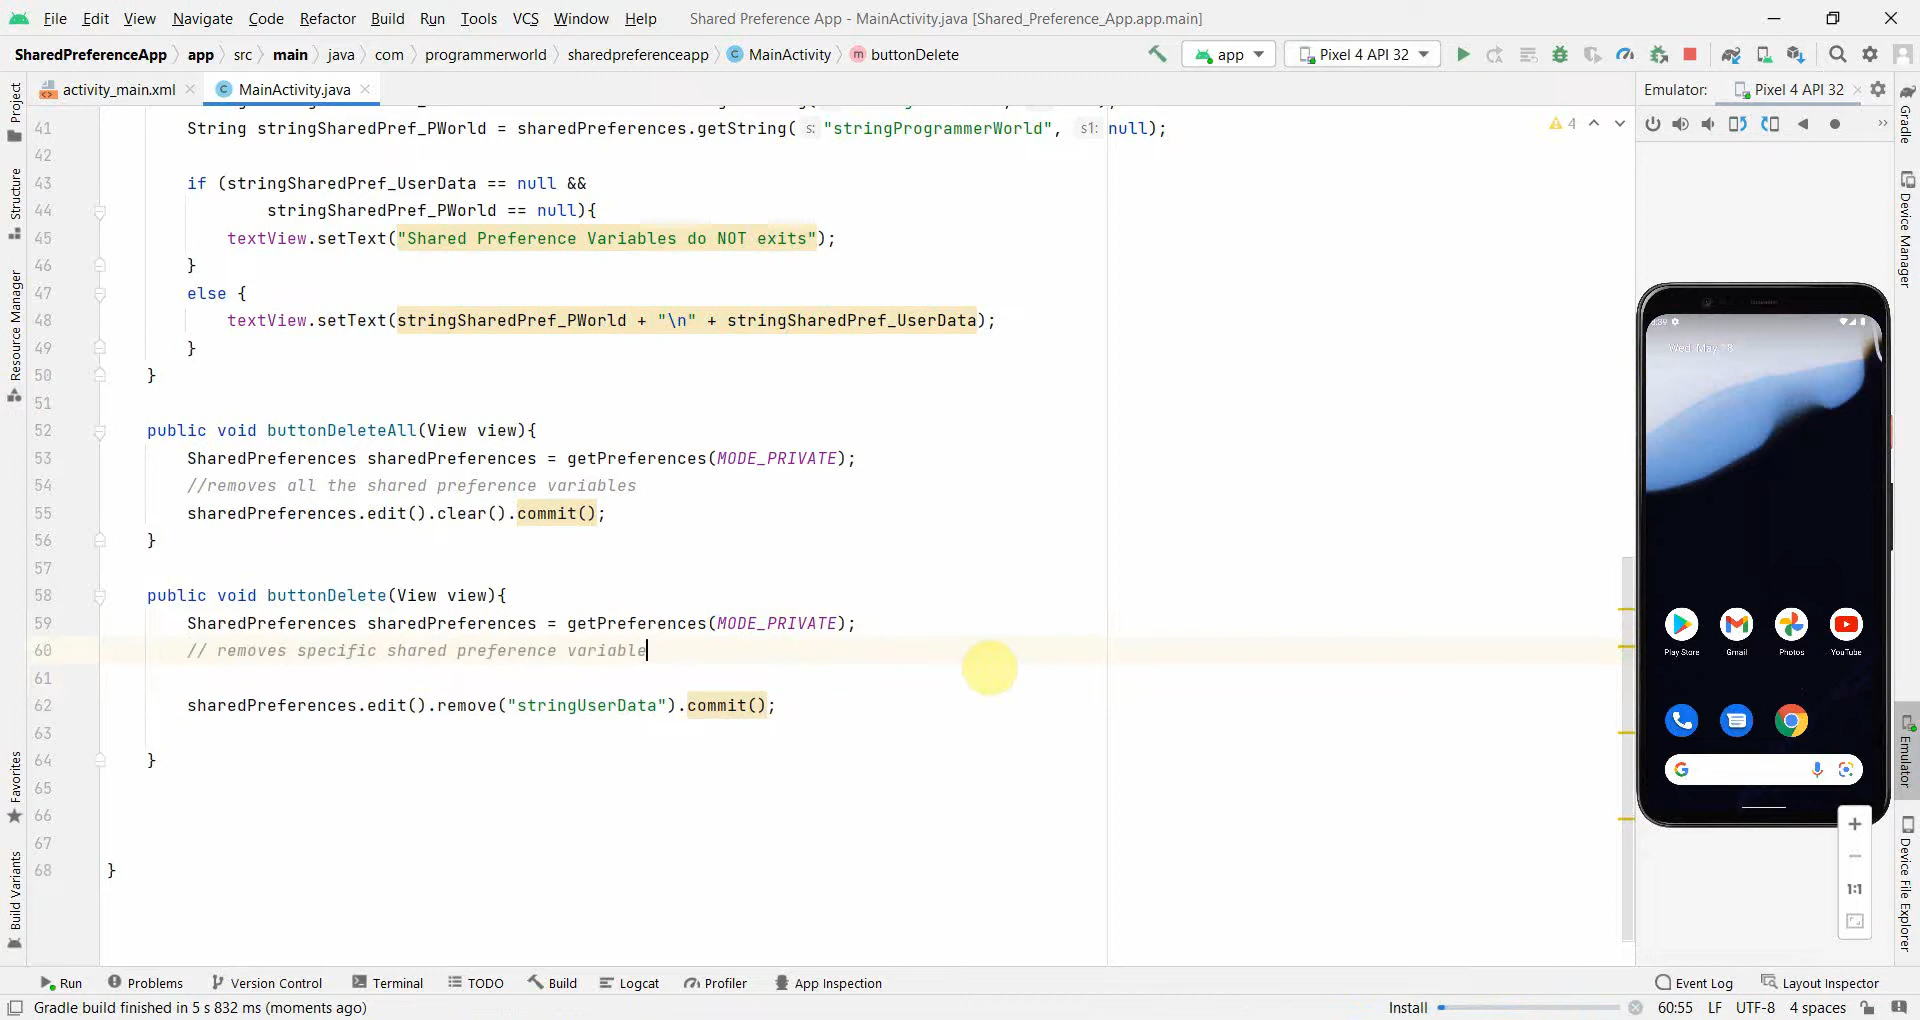 File Edit View Navigate Code Refactor Build Run Tools VCS Window Help Shared Preference App - MainActivity.java [Shared_Preference_App.app.main]
SharedPreferenceApp app src main java com programmerworld sharedpreferenceapp MainActivity buttonDelete app Pixel 4 API 32
activity_main.xml MainActivity.java Emulator: Pixel 4 API 32
Project
Structure
Resource Manager
Favorites
Build Variants
41 String stringSharedPref_PWorld = sharedPreferences.getString( s: "stringProgrammerWorld", s1: null); 4
42
43 if (stringSharedPref_UserData == null &&
44 stringSharedPref_PWorld == null){
45 textView.setText("Shared Preference Variables do NOT exits");
46 }
47 else {
48 textView.setText(stringSharedPref_PWorld + "\n" + stringSharedPref_UserData);
49 }
50 }
51
52 public void buttonDeleteAll(View view){
53 SharedPreferences sharedPreferences = getPreferences(MODE_PRIVATE);
54 //removes all the shared preference variables
55 sharedPreferences.edit().clear().commit();
56 }
57
58 public void buttonDelete(View view){
59 SharedPreferences sharedPreferences = getPreferences(MODE_PRIVATE);
60 // removes specific shared preference variable
61
62 sharedPreferences.edit().remove("stringUserData").commit();
63
64 }
65
66
67
68 }
Wed, May 18
Play Store Gmail Photos YouTube
1:1
Gradle
Device Manager
Emulator
Device File Explorer
Run Problems Version Control Terminal TODO Build Logcat Profiler App Inspection Event Log Layout Inspector
Gradle build finished in 5 s 832 ms (moments ago) Install 60:55 LF UTF-8 4 spaces